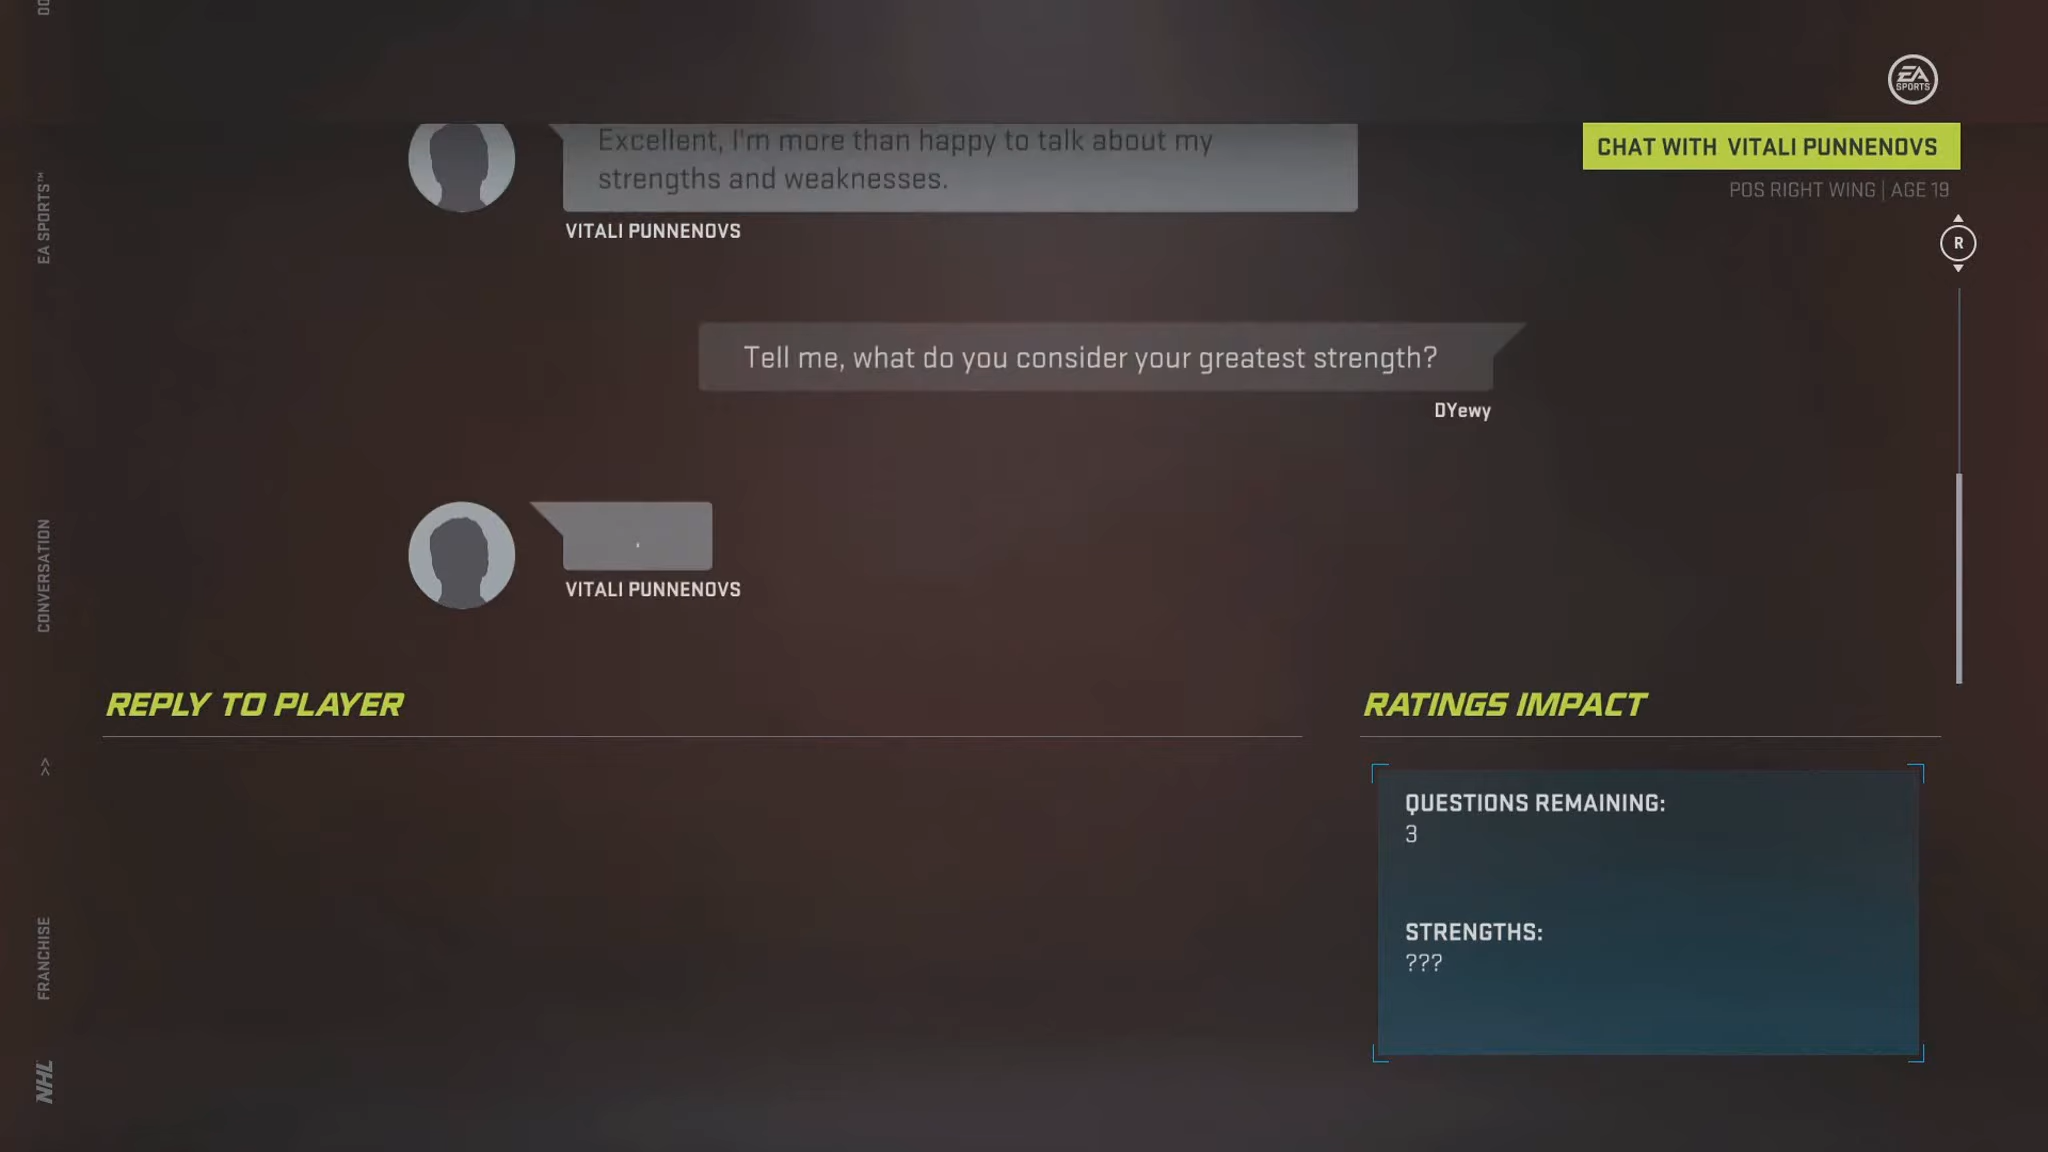 EA SPORTS
Excellent, I'm more than happy to talk about my
strengths and weaknesses.
VITALI PUNNENOVS
CHAT WITH VITALI PUNNENOVS
POS RIGHT WING | AGE 19
R
Tell me, what do you consider your greatest strength?
DYewy
VITALI PUNNENOVS
REPLY TO PLAYER
RATINGS IMPACT
QUESTIONS REMAINING:
3
STRENGTHS:
???
NHL
FRANCHISE
>>
CONVERSATION
EA SPORTS™